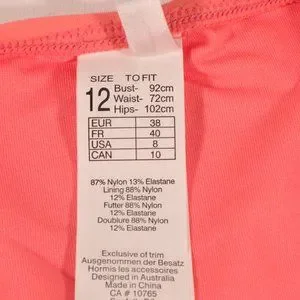 SIZE TO FIT
12 Bust- 92cm
Waist- 72cm
Hips- 102cm
EUR 38
FR 40
USA 8
CAN 10
87% Nylon 13% Elastane
Lining 88% Nylon
12% Elastane
Futter 88% Nylon
12% Elastane
Doublure 88% Nylon
12% Elastane
Exclusive of trim
Ausgenommen der Besatz
Hormis les accessoires
Designed in Australia
Made in China
CA # 10765